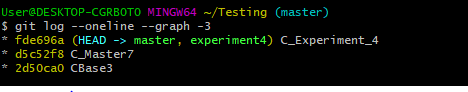 User@DESKTOP-CGRBOTO MINGW64 ~/Testing (master)
$ git log --oneline --graph -3
* fde696a (HEAD -> master, experiment4) C_Experiment_4
* d5c52f8 C_Master7
* 2d50ca0 CBase3